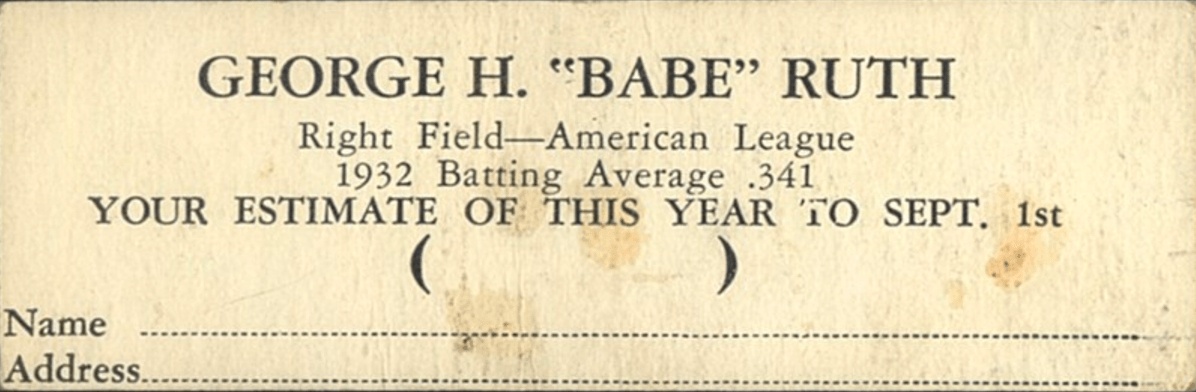 GEORGE H. “BABE” RUTH
Right Field—American League
1932 Batting Average .341
YOUR ESTIMATE OF THIS YEAR TO SEPT. 1st
( )
Name
Address